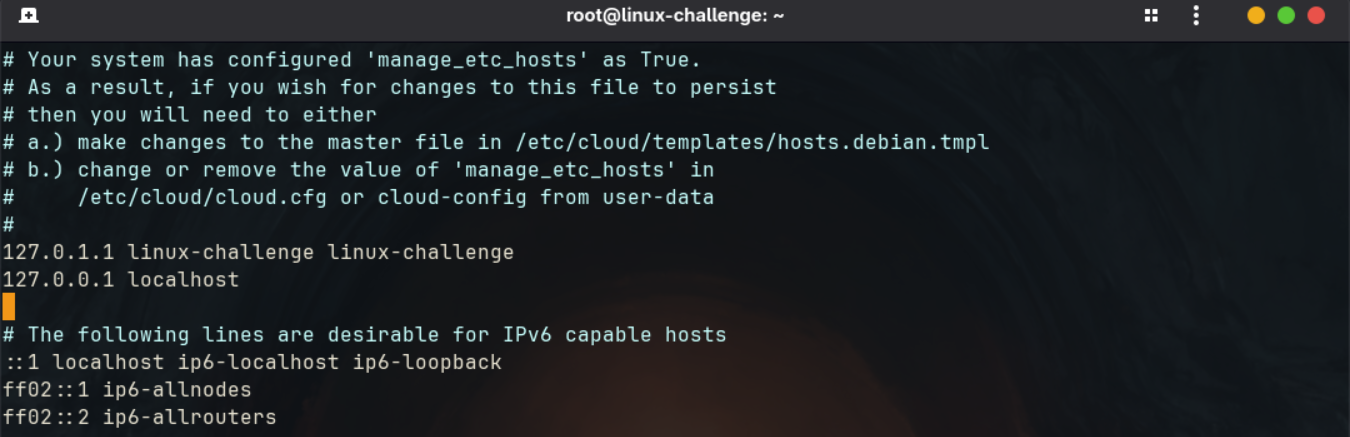 root@linux-challenge: ~
# Your system has configured 'manage_etc_hosts' as True.
# As a result, if you wish for changes to this file to persist
# then you will need to either
# a.) make changes to the master file in /etc/cloud/templates/hosts.debian.tmpl
# b.) change or remove the value of 'manage_etc_hosts' in
#     /etc/cloud/cloud.cfg or cloud-config from user-data
#
127.0.1.1 linux-challenge linux-challenge
127.0.0.1 localhost
# The following lines are desirable for IPv6 capable hosts
::1 localhost ip6-localhost ip6-loopback
ff02::1 ip6-allnodes
ff02::2 ip6-allrouters